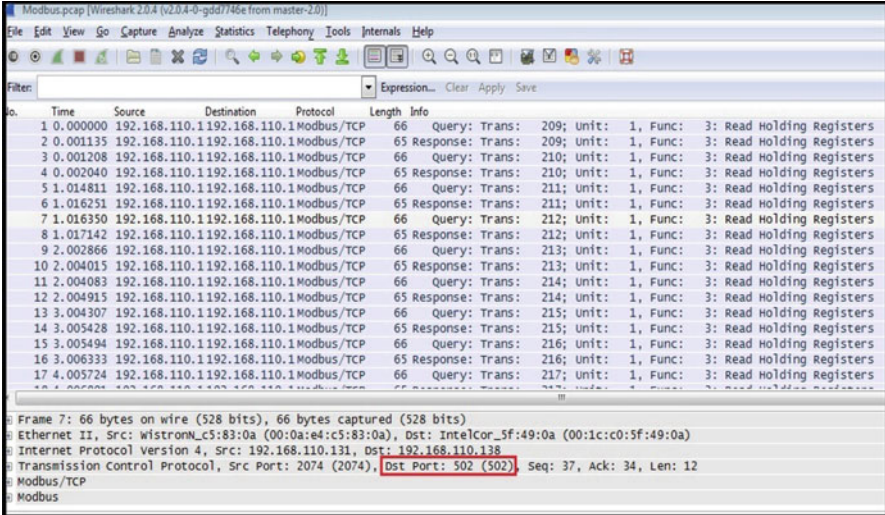 Modbus.pcap [Wireshark 2.0.4 (v2.0.4-0-gdd7746e from master-2.0)]
File Edit View Go Capture Analyze Statistics Telephony Tools Internals Help
Filter: Expression... Clear Apply Save
No. Time Source Destination Protocol Length Info
1 0.000000 192.168.110.1 192.168.110.1 Modbus/TCP 66 Query: Trans: 209; Unit: 1, Func: 3: Read Holding Registers
2 0.001135 192.168.110.1 192.168.110.1 Modbus/TCP 65 Response: Trans: 209; Unit: 1, Func: 3: Read Holding Registers
3 0.001208 192.168.110.1 192.168.110.1 Modbus/TCP 66 Query: Trans: 210; Unit: 1, Func: 3: Read Holding Registers
4 0.002040 192.168.110.1 192.168.110.1 Modbus/TCP 65 Response: Trans: 210; Unit: 1, Func: 3: Read Holding Registers
5 1.014811 192.168.110.1 192.168.110.1 Modbus/TCP 66 Query: Trans: 211; Unit: 1, Func: 3: Read Holding Registers
6 1.016251 192.168.110.1 192.168.110.1 Modbus/TCP 65 Response: Trans: 211; Unit: 1, Func: 3: Read Holding Registers
7 1.016350 192.168.110.1 192.168.110.1 Modbus/TCP 66 Query: Trans: 212; Unit: 1, Func: 3: Read Holding Registers
8 1.017142 192.168.110.1 192.168.110.1 Modbus/TCP 65 Response: Trans: 212; Unit: 1, Func: 3: Read Holding Registers
9 2.002866 192.168.110.1 192.168.110.1 Modbus/TCP 66 Query: Trans: 213; Unit: 1, Func: 3: Read Holding Registers
10 2.004015 192.168.110.1 192.168.110.1 Modbus/TCP 65 Response: Trans: 213; Unit: 1, Func: 3: Read Holding Registers
11 2.004083 192.168.110.1 192.168.110.1 Modbus/TCP 66 Query: Trans: 214; Unit: 1, Func: 3: Read Holding Registers
12 2.004915 192.168.110.1 192.168.110.1 Modbus/TCP 65 Response: Trans: 214; Unit: 1, Func: 3: Read Holding Registers
13 3.004307 192.168.110.1 192.168.110.1 Modbus/TCP 66 Query: Trans: 215; Unit: 1, Func: 3: Read Holding Registers
14 3.005428 192.168.110.1 192.168.110.1 Modbus/TCP 65 Response: Trans: 215; Unit: 1, Func: 3: Read Holding Registers
15 3.005494 192.168.110.1 192.168.110.1 Modbus/TCP 66 Query: Trans: 216; Unit: 1, Func: 3: Read Holding Registers
16 3.006333 192.168.110.1 192.168.110.1 Modbus/TCP 65 Response: Trans: 216; Unit: 1, Func: 3: Read Holding Registers
17 4.005724 192.168.110.1 192.168.110.1 Modbus/TCP 66 Query: Trans: 217; Unit: 1, Func: 3: Read Holding Registers
Frame 7: 66 bytes on wire (528 bits), 66 bytes captured (528 bits)
Ethernet II, Src: WistronN_c5:83:0a (00:0a:e4:c5:83:0a), Dst: IntelCor_5f:49:0a (00:1c:c0:5f:49:0a)
Internet Protocol Version 4, Src: 192.168.110.131, Dst: 192.168.110.138
Transmission Control Protocol, Src Port: 2074 (2074), Dst Port: 502 (502), Seq: 37, Ack: 34, Len: 12
Modbus/TCP
Modbus